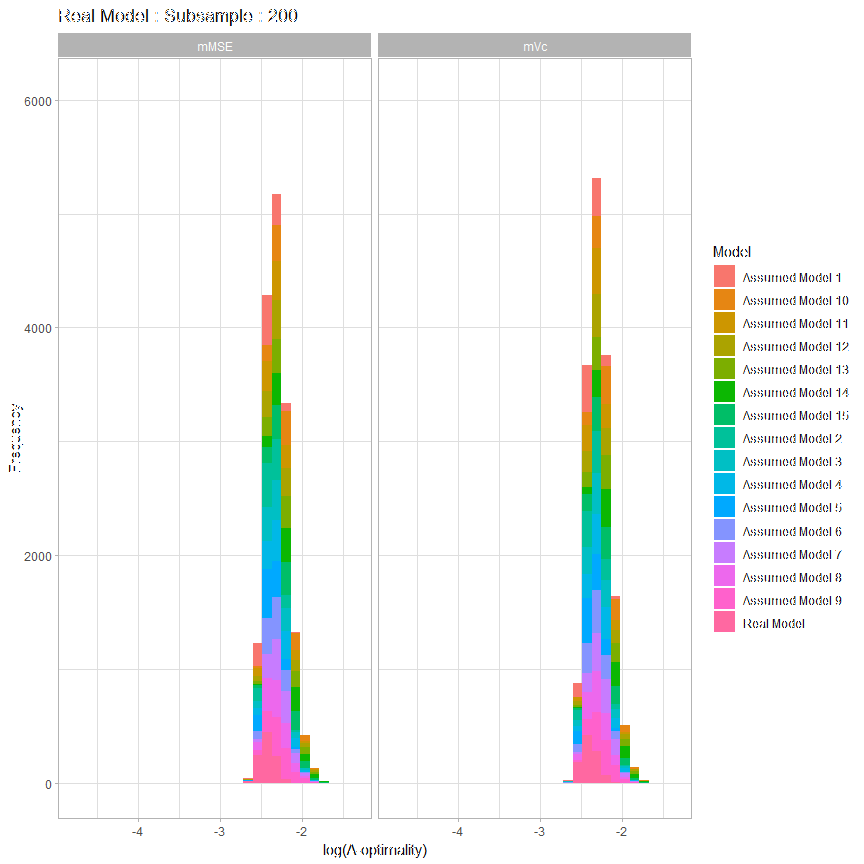 Real Model : Subsample : 200
mMSE
mVc
6000
4000
2000
0
Frequency
-4
-3
-2
-4
-3
-2
log(A-optimality)
Model
Assumed Model 1
Assumed Model 10
Assumed Model 11
Assumed Model 12
Assumed Model 13
Assumed Model 14
Assumed Model 15
Assumed Model 2
Assumed Model 3
Assumed Model 4
Assumed Model 5
Assumed Model 6
Assumed Model 7
Assumed Model 8
Assumed Model 9
Real Model